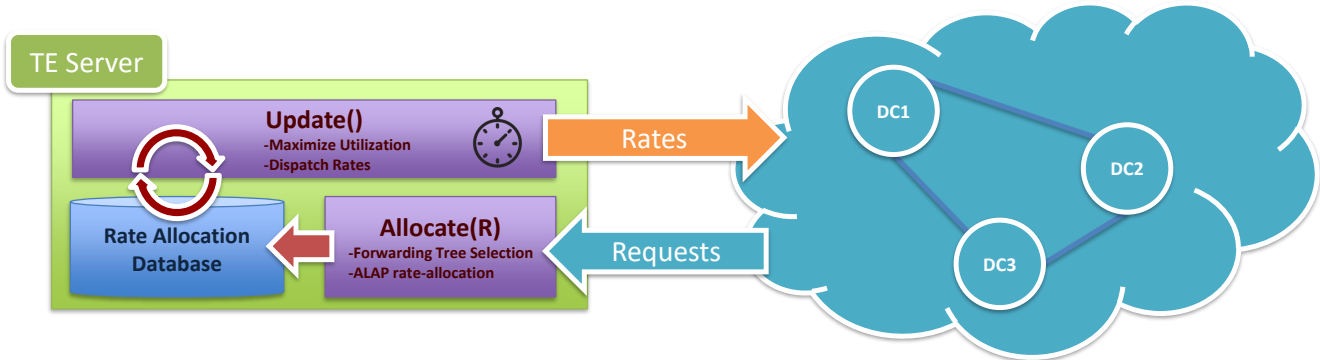 TE Server
Update()
-Maximize Utilization
-Dispatch Rates
Rate Allocation
Database
Allocate(R)
-Forwarding Tree Selection
-ALAP rate-allocation
Rates
Requests
DC1
DC2
DC3